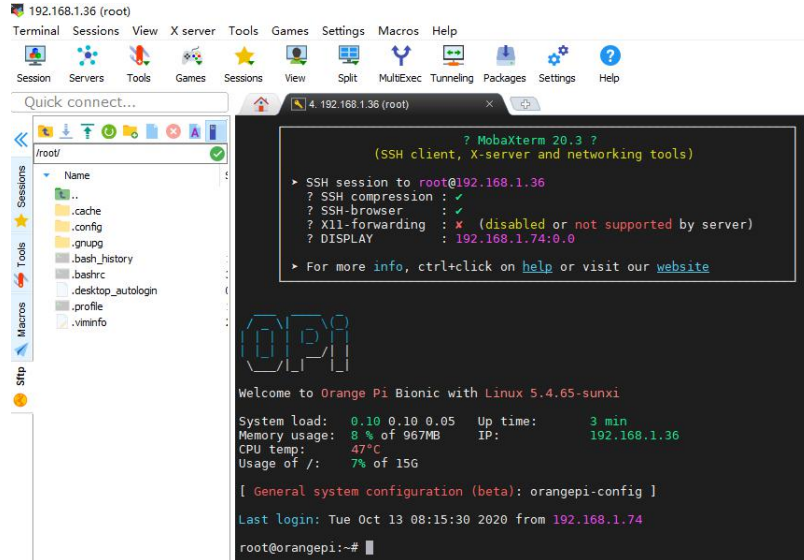 192.168.1.36 (root)
Terminal Sessions View X server Tools Games Settings Macros Help
Session Servers Tools Games Sessions View Split MultiExec Tunneling Packages Settings Help
Quick connect...
4. 192.168.1.36 (root)
/root/
Name
..
.cache
.config
.gnupg
.bash_history
.bashrc
.desktop_autologin
.profile
.viminfo
Sessions
Tools
Macros
Sftp
? MobaXterm 20.3 ?
(SSH client, X-server and networking tools)
➤ SSH session to root@192.168.1.36
? SSH compression : ✔
? SSH-browser : ✔
? X11-forwarding : ✘ (disabled or not supported by server)
? DISPLAY : 192.168.1.74:0.0
➤ For more info, ctrl+click on help or visit our website
OPi
Welcome to Orange Pi Bionic with Linux 5.4.65-sunxi
System load: 0.10 0.10 0.05 Up time: 3 min
Memory usage: 8 % of 967MB IP: 192.168.1.36
CPU temp: 47°C
Usage of /: 7% of 15G
[ General system configuration (beta): orangepi-config ]
Last login: Tue Oct 13 08:15:30 2020 from 192.168.1.74
root@orangepi:~#